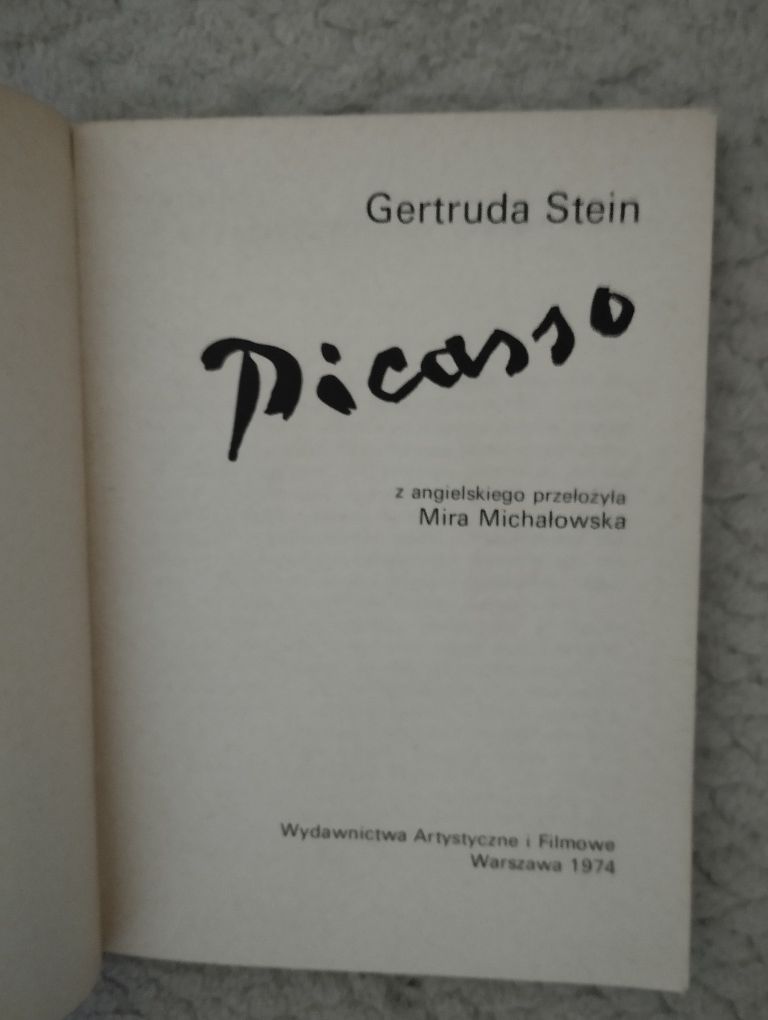 Gertruda Stein
Picasso
z angielskiego przełożyła
Mira Michałowska
Wydawnictwa Artystyczne i Filmowe
Warszawa 1974